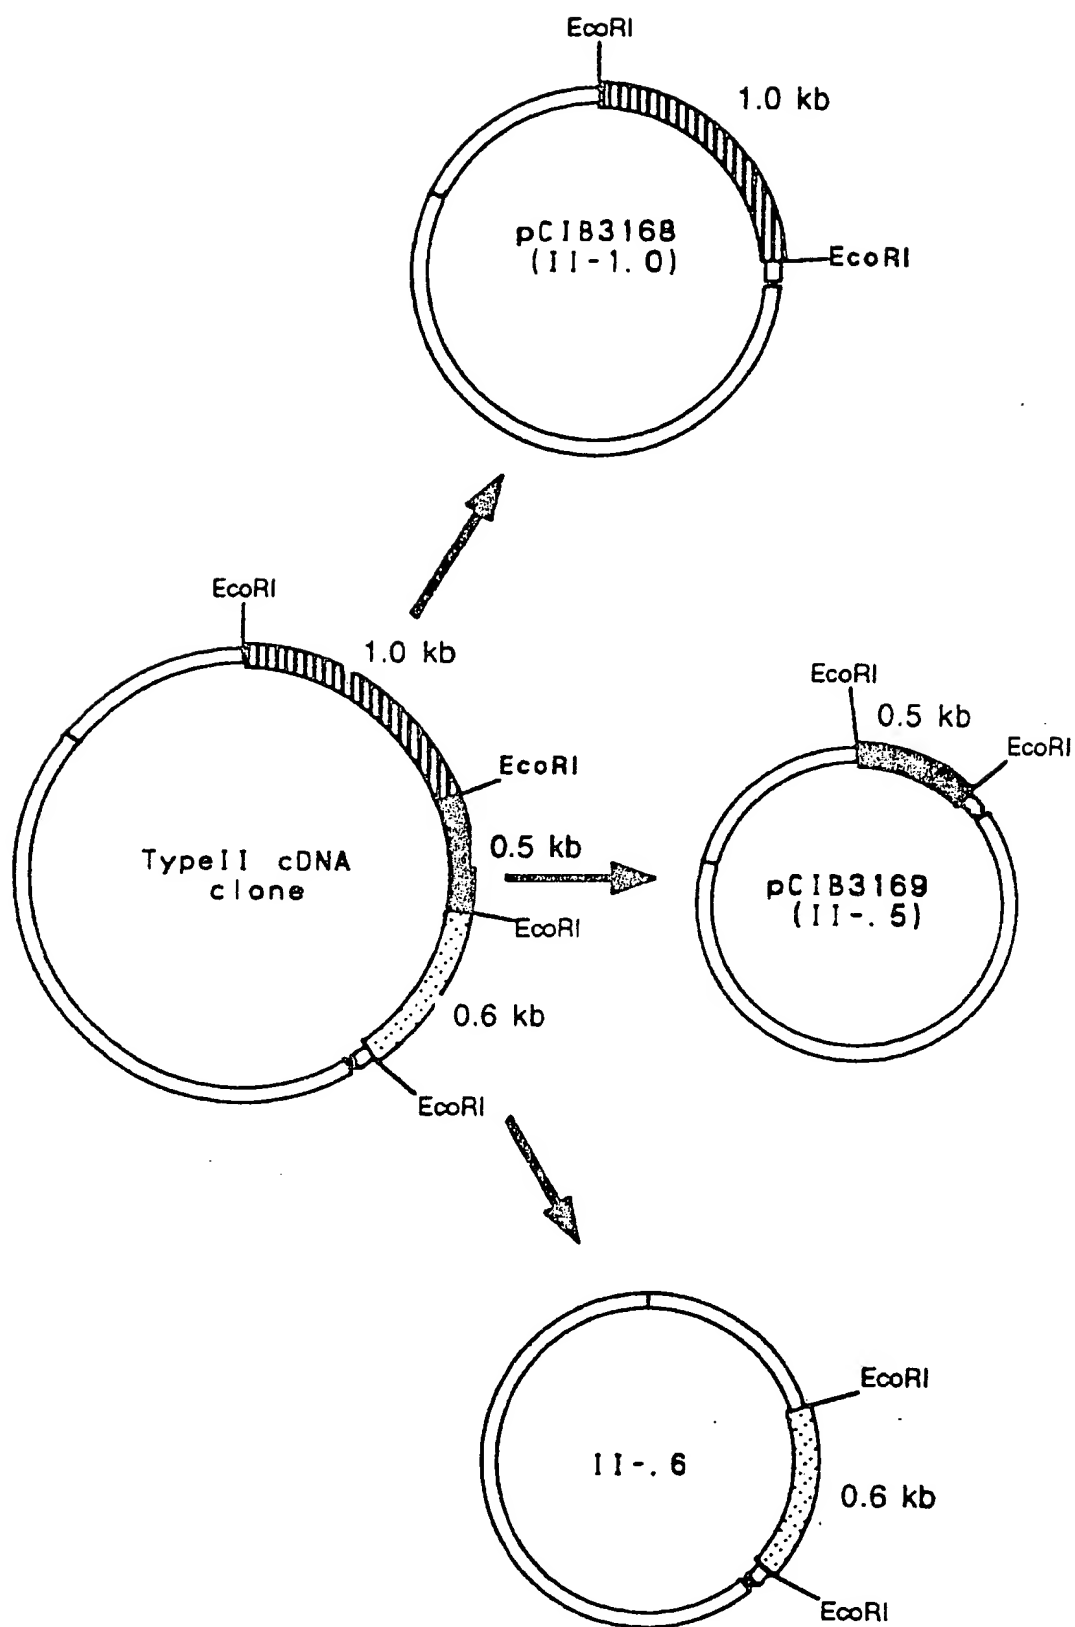 EcoRI
1.0 kb
pCIB3168
(II-1.0)
EcoRI
EcoRI
1.0 kb
EcoRI
0.5 kb
EcoRI
EcoRI
TypeII cDNA
clone
0.5 kb
pCIB3169
(II-.5)
EcoRI
0.6 kb
EcoRI
EcoRI
II-.6
0.6 kb
EcoRI